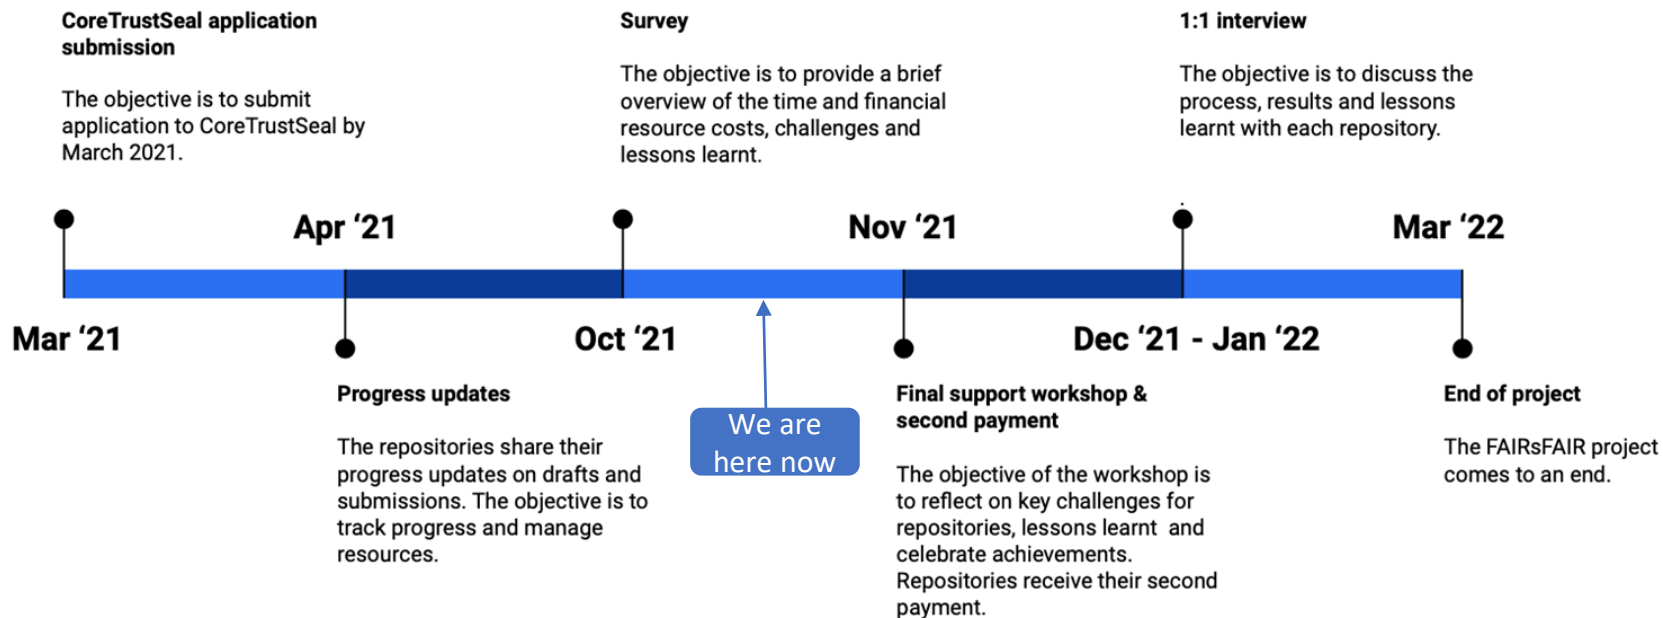 CoreTrustSeal application
submission
The objective is to submit
application to CoreTrustSeal by
March 2021.
Survey
The objective is to provide a brief
overview of the time and financial
resource costs, challenges and
lessons learnt.
1:1 interview
The objective is to discuss the
process, results and lessons
learnt with each repository.
Apr ‘21
Nov ‘21
Mar ‘22
Mar ‘21
Oct ‘21
Dec ‘21 - Jan ‘22
Progress updates
The repositories share their
progress updates on drafts and
submissions. The objective is to
track progress and manage
resources.
We are
here now
Final support workshop &
second payment
The objective of the workshop is
to reflect on key challenges for
repositories, lessons learnt and
celebrate achievements.
Repositories receive their second
payment.
End of project
The FAIRsFAIR project
comes to an end.